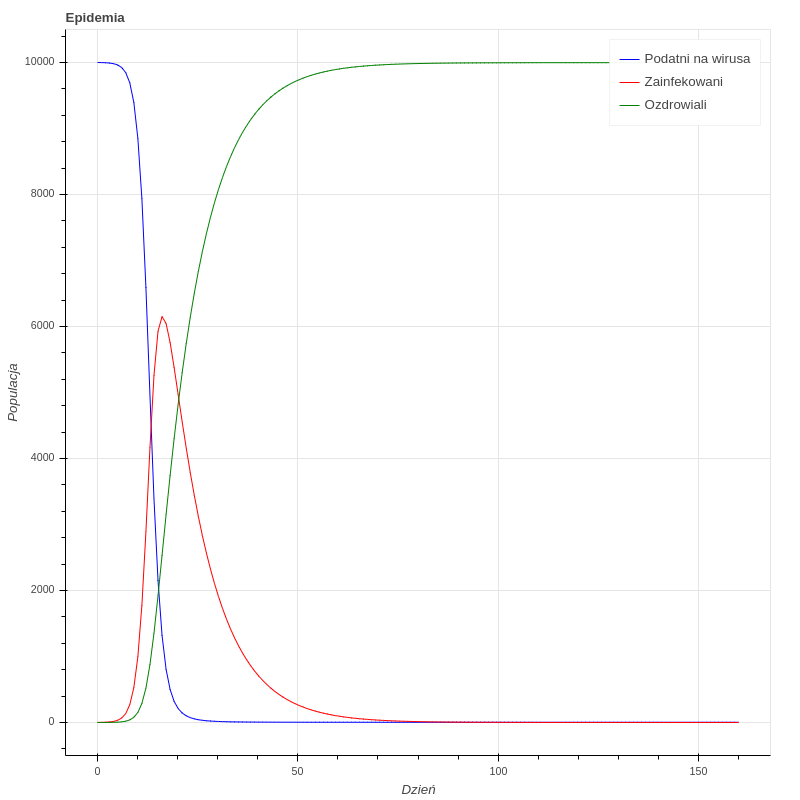 Epidemia
10000
8000
6000
4000
2000
0
Populacja
0
50
100
150
Dzień
Podatni na wirusa
Zainfekowani
Ozdrowiali